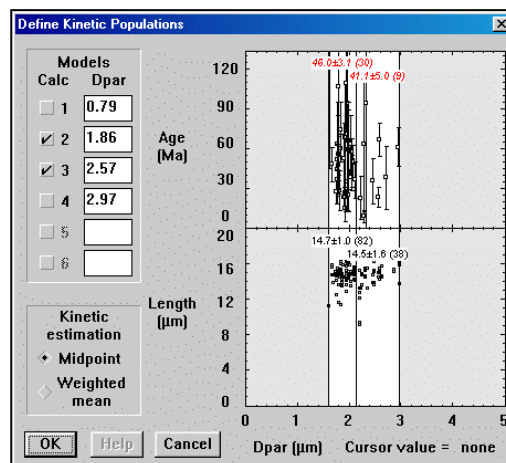 Define Kinetic Populations
Models
Calc Dpar
1 0.79
2 1.86
3 2.57
4 2.97
5
6
Kinetic
estimation
Midpoint
Weighted
mean
OK Help Cancel
120
90
60
30
0
Age
(Ma)
46.0±3.1 (30)
41.1±5.0 (9)
20
16
12
8
4
0
Length
(µm)
14.7±1.0 (82)
14.5±1.6 (38)
0 1 2 3 4 5
Dpar (µm) Cursor value = none